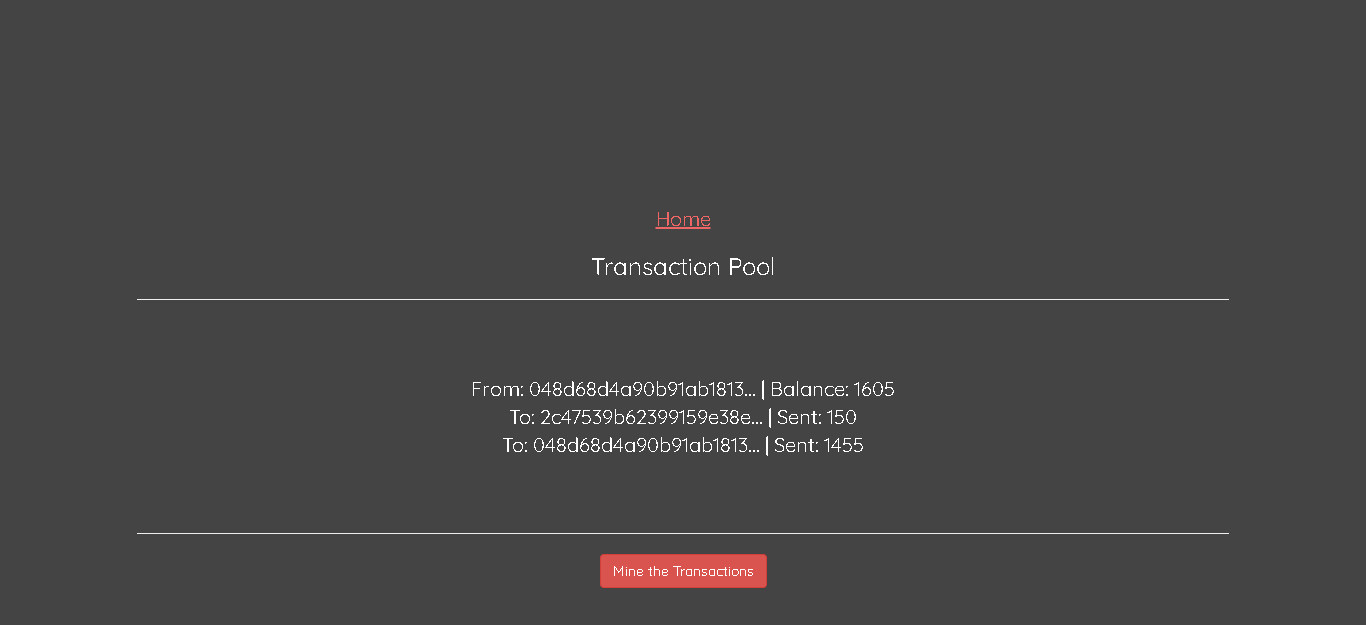 Home
Transaction Pool
From: 048d68d4a90b91ab1813... | Balance: 1605
To: 2c47539b62399159e38e... | Sent: 150
To: 048d68d4a90b91ab1813... | Sent: 1455
Mine the Transactions